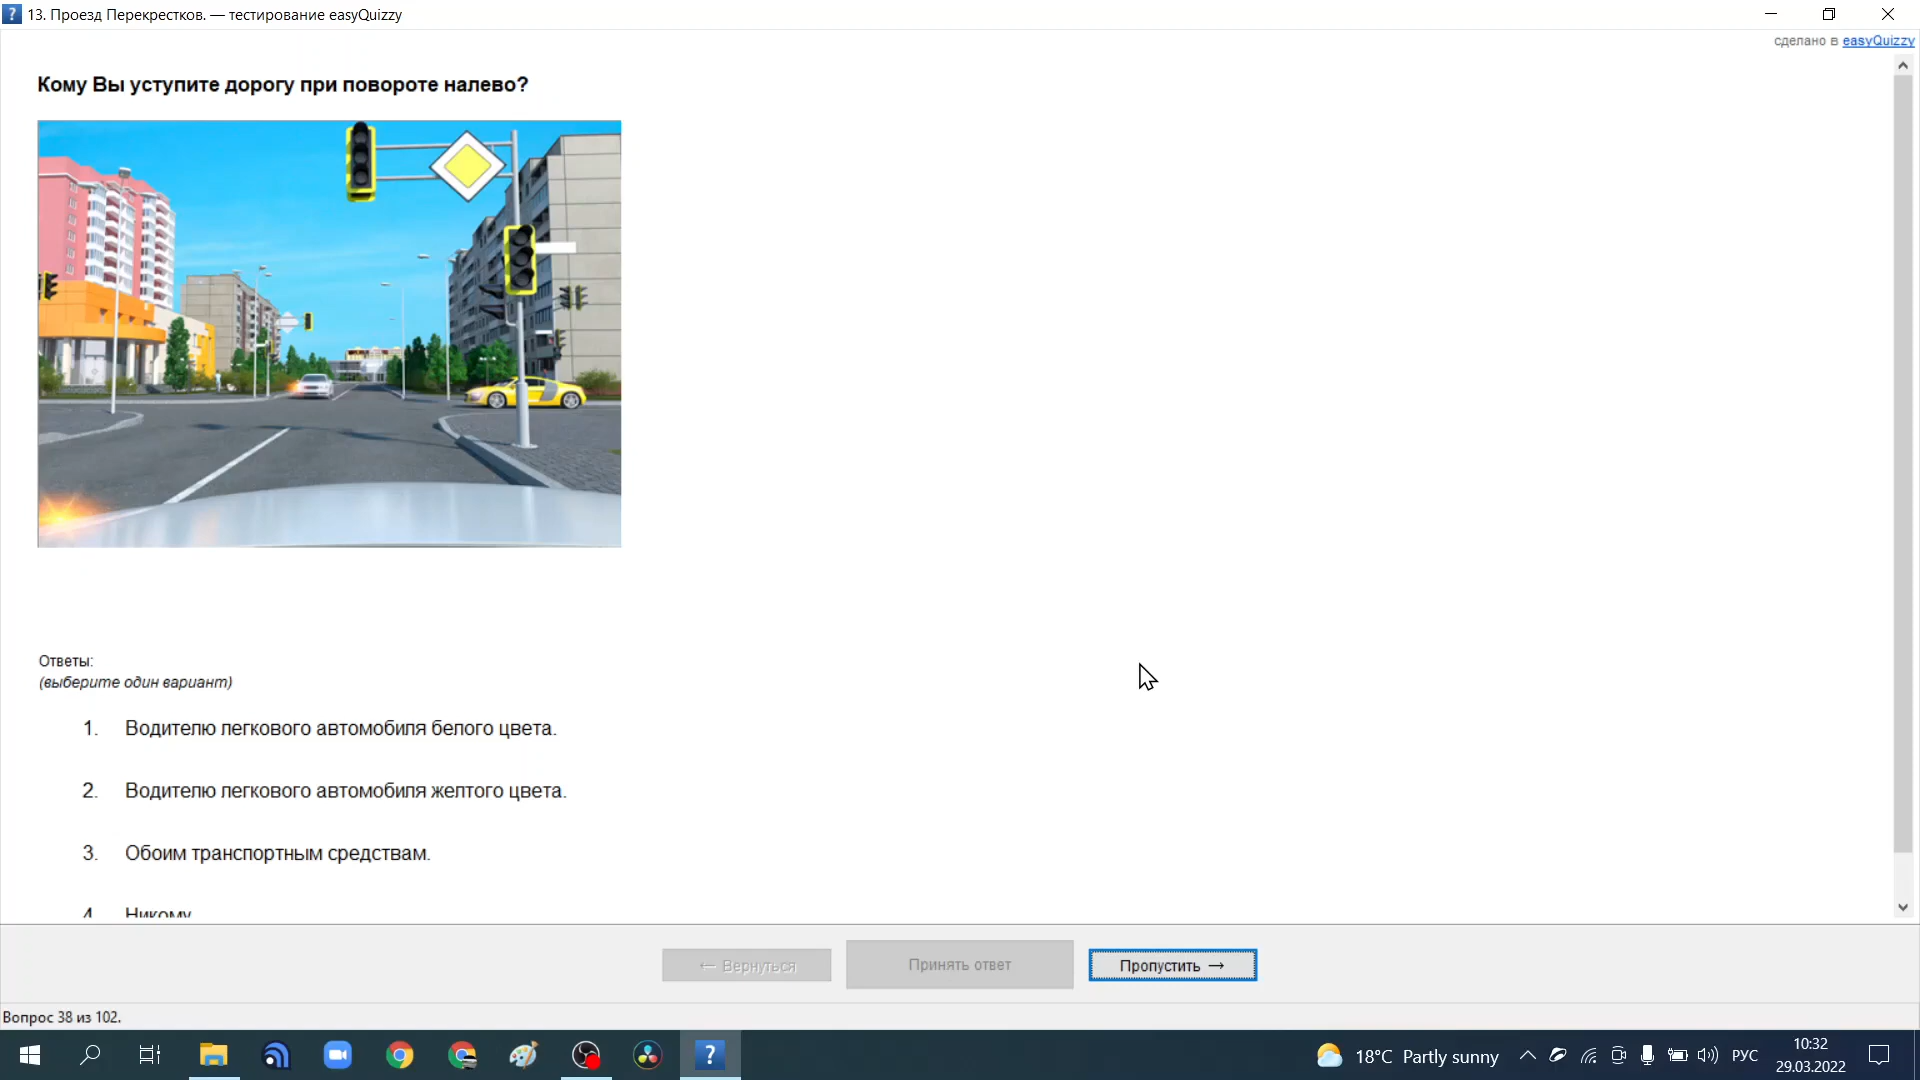 13. Проезд Перекрестков. — тестирование easyQuizzy
сделано в easyQuizzy
Кому Вы уступите дорогу при повороте налево?
Ответы:
(выберите один вариант)
1. Водителю легкового автомобиля белого цвета.
2. Водителю легкового автомобиля желтого цвета.
3. Обоим транспортным средствам.
4. Никому
← Вернуться
Принять ответ
Пропустить →
Вопрос 38 из 102.
18°C Partly sunny
РУС
10:32
29.03.2022